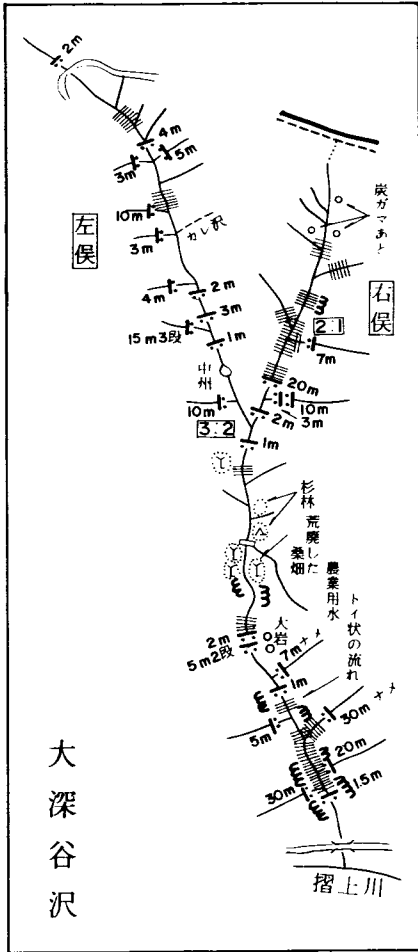 2m
4m
5m
3m
10m
左俣
カレ沢
3m
炭ガマあと
右俣
4m
2m
3m
15m3段
1m
2:1
7m
中州
20m
10m
10m
3m
2m
3:2
1m
杉林
荒廃した
桑畑
農業用水
トイ状の流れ
2m
5m2段
大岩
7mナメ
1m
30mナメ
5m
20m
30m
1.5m
大深谷沢
摺上川